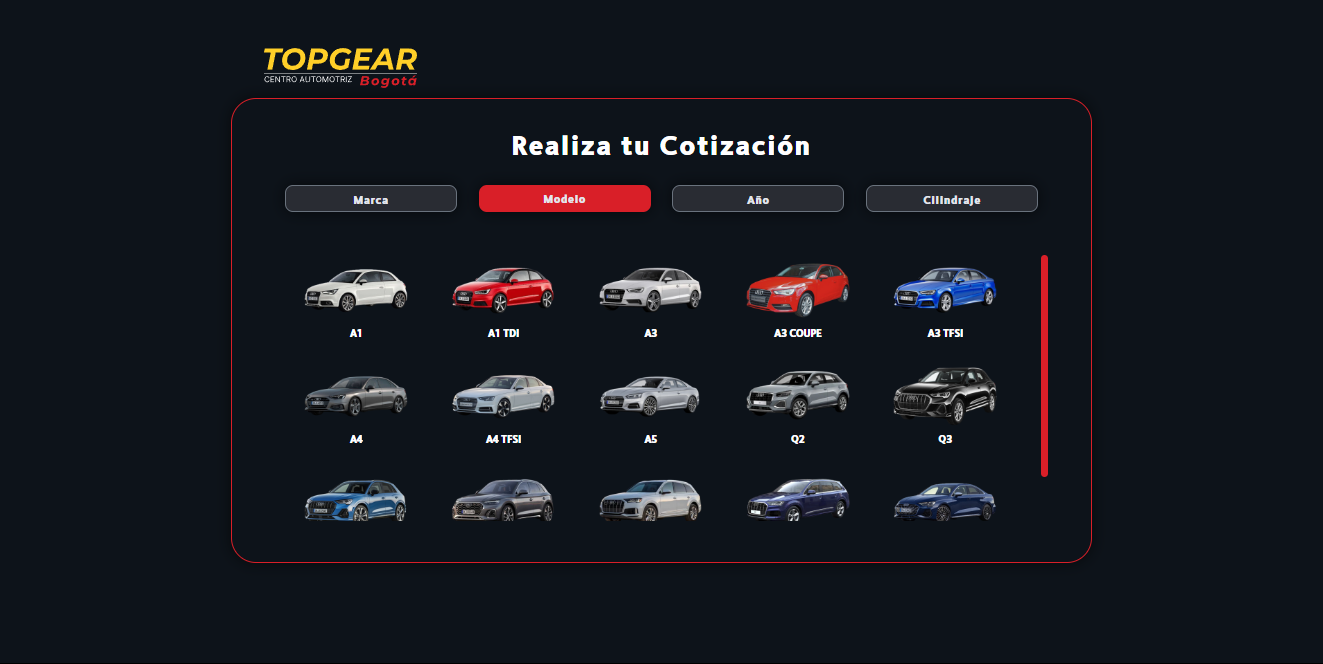 TOPGEAR
CENTRO AUTOMOTRIZ Bogotá
Realiza tu Cotización
Marca Modelo Año Cilindraje
A1 A1 TDI A3 A3 COUPE A3 TFSI
A4 A4 TFSI A5 Q2 Q3